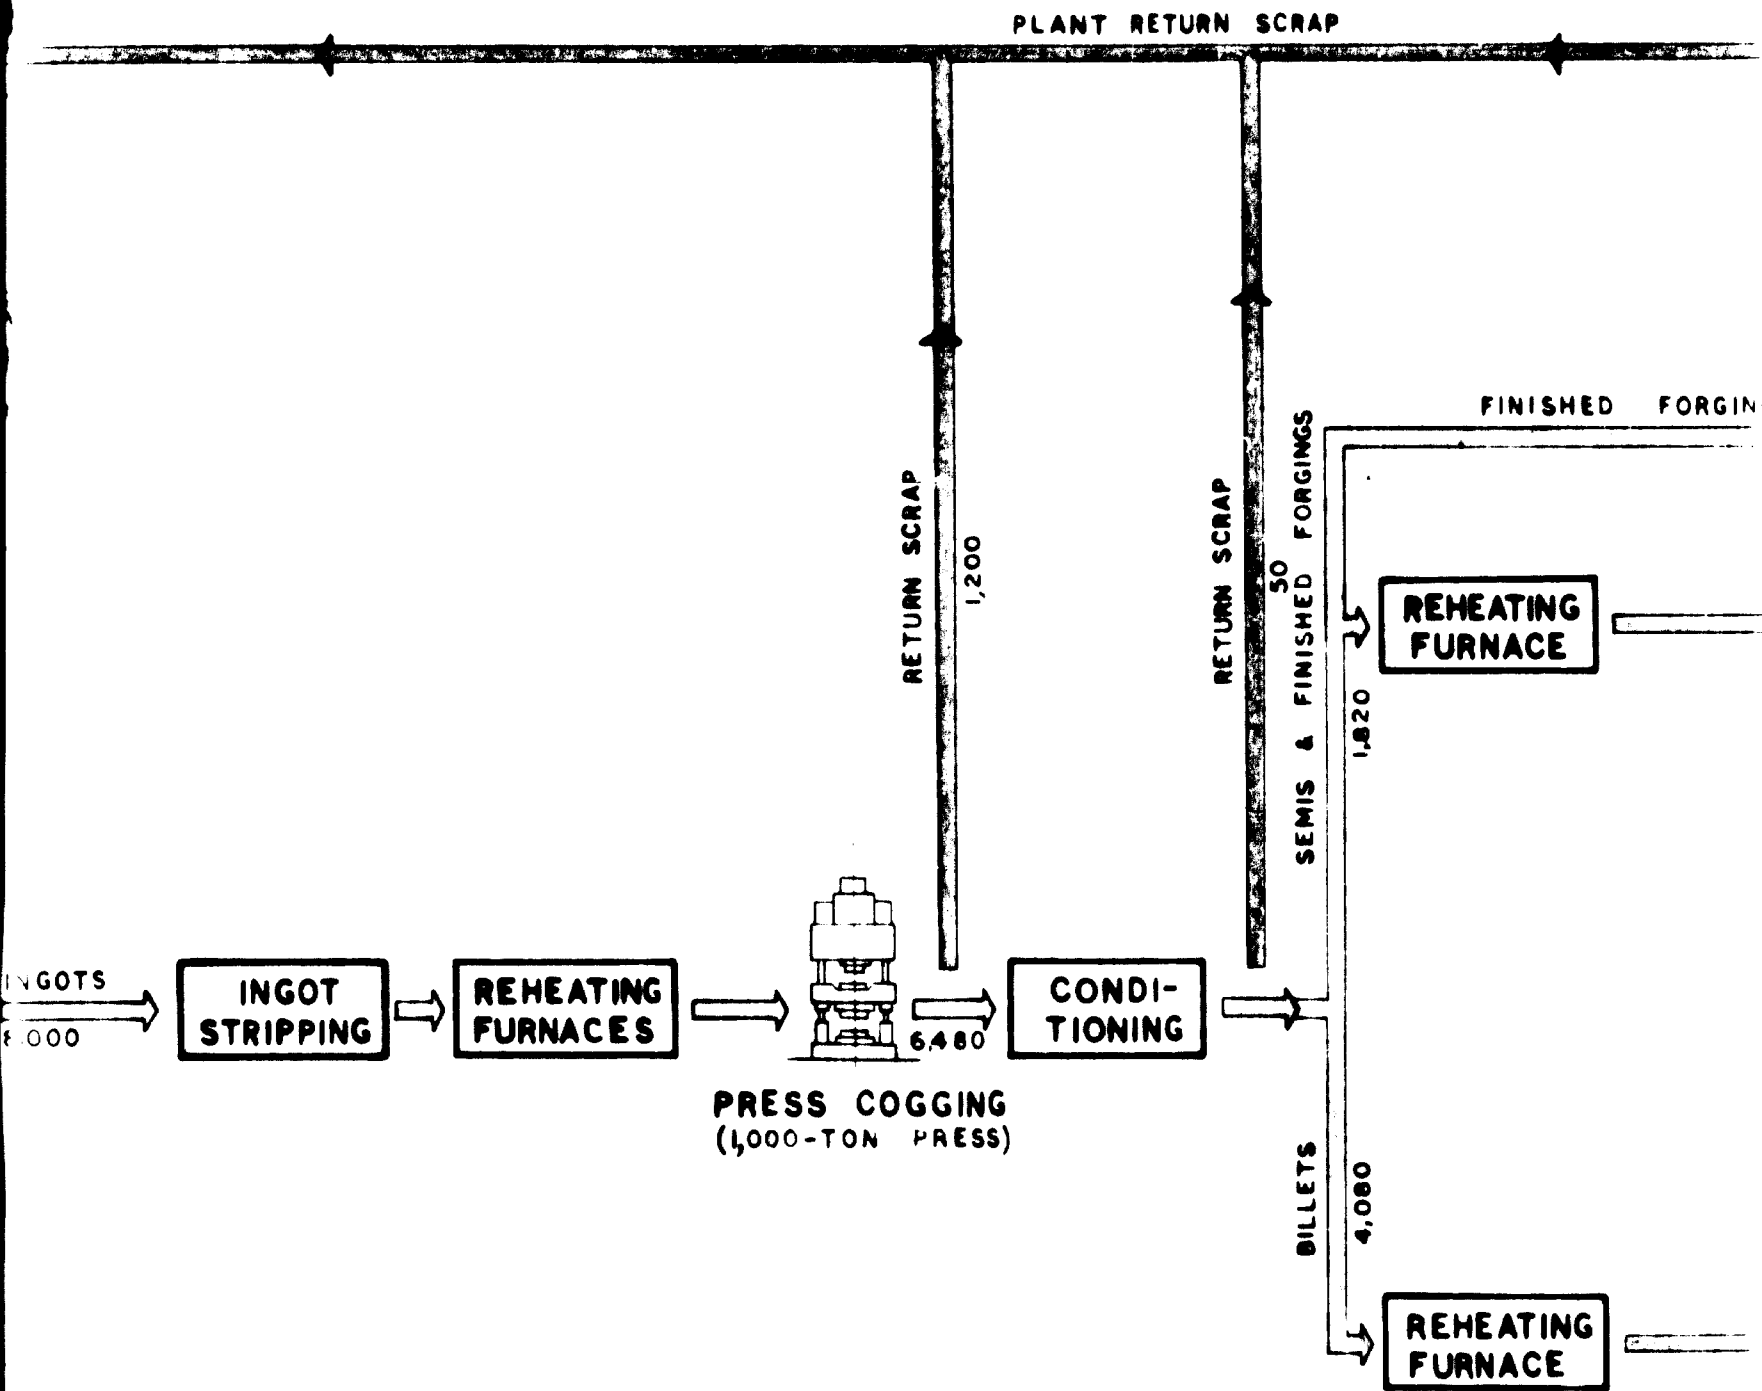 PLANT RETURN SCRAP
FINISHED FORGIN
RETURN SCRAP
1,200
RETURN SCRAP
50
SEMIS & FINISHED FORGINGS
1,820
REHEATING
FURNACE
INGOTS
8,000
INGOT
STRIPPING
REHEATING
FURNACES
6,480
CONDI-
TIONING
PRESS COGGING
(1,000-TON PRESS)
BILLETS
4,080
REHEATING
FURNACE